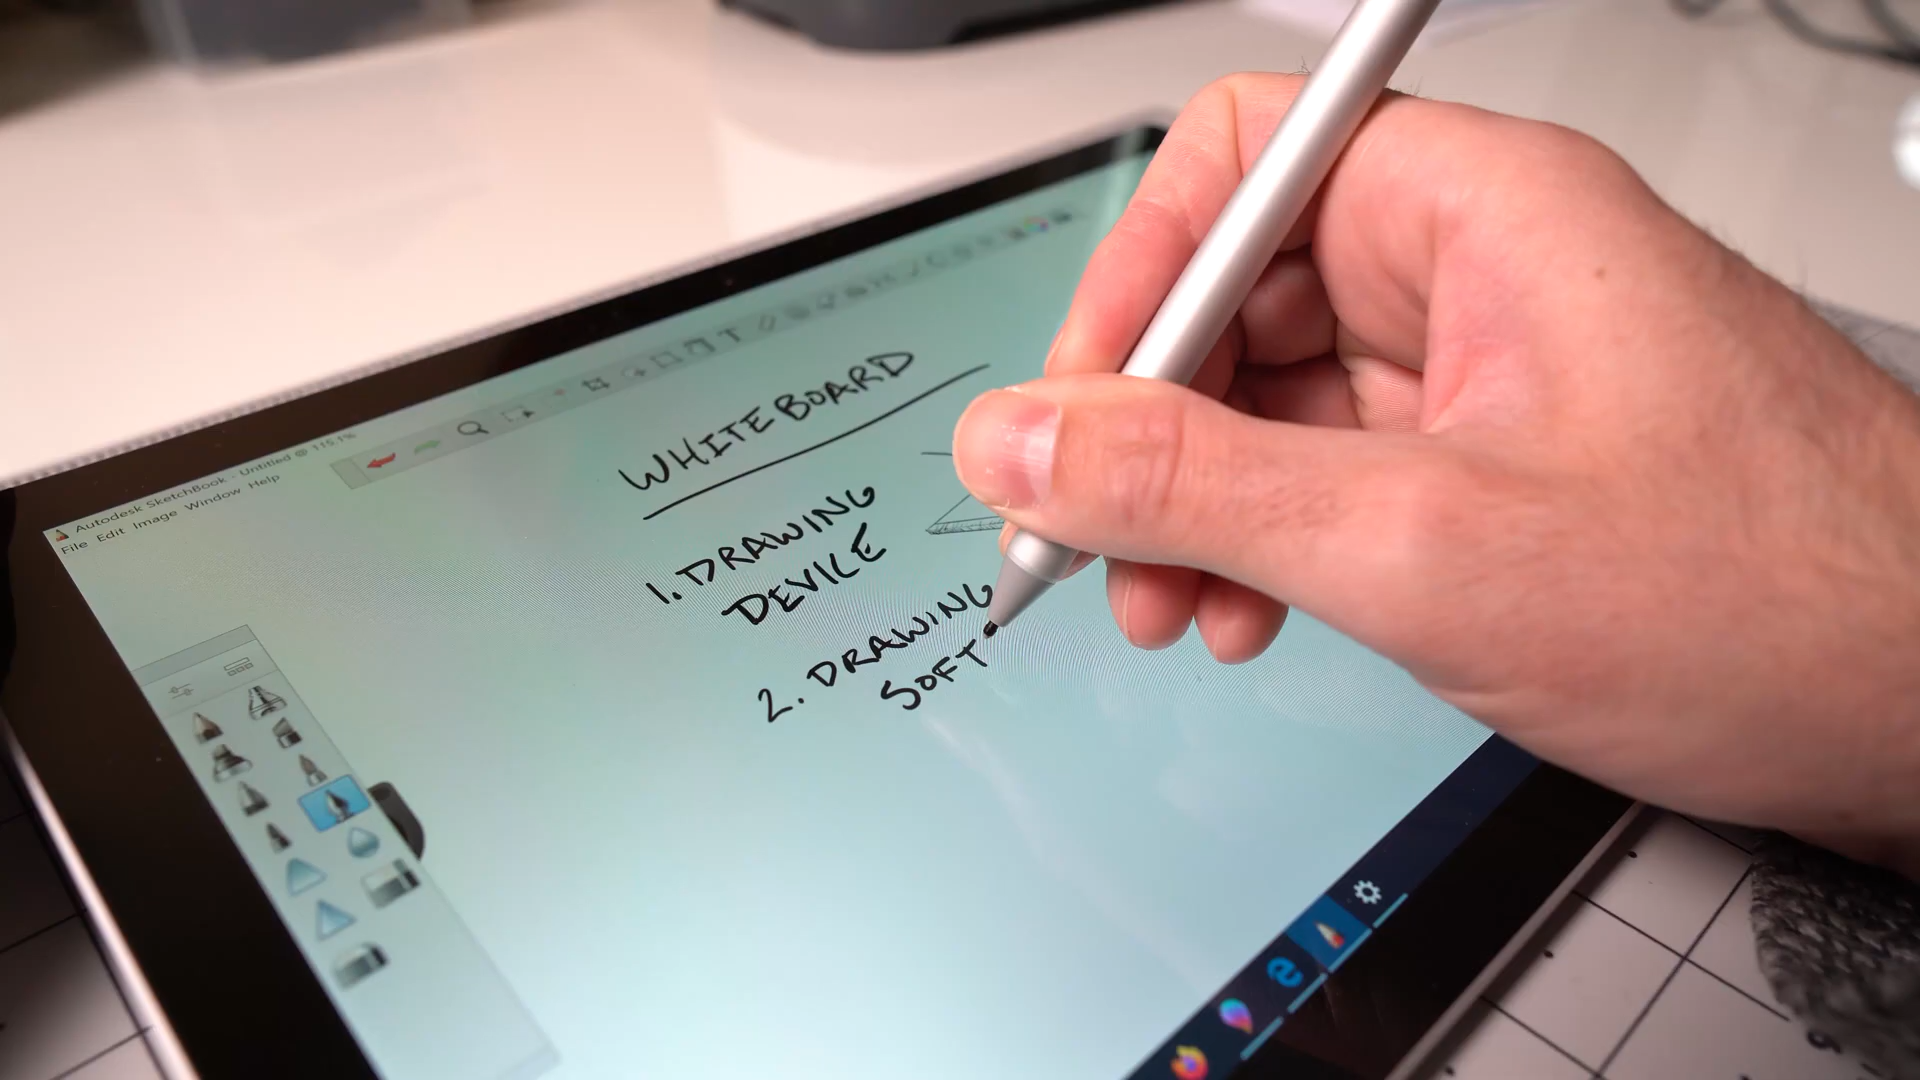 Autodesk SketchBook - Untitled @ 115.1%
File Edit Image Window Help
T
WHITEBOARD
1. DRAWING
DEVICE
2. DRAWING
SOFT